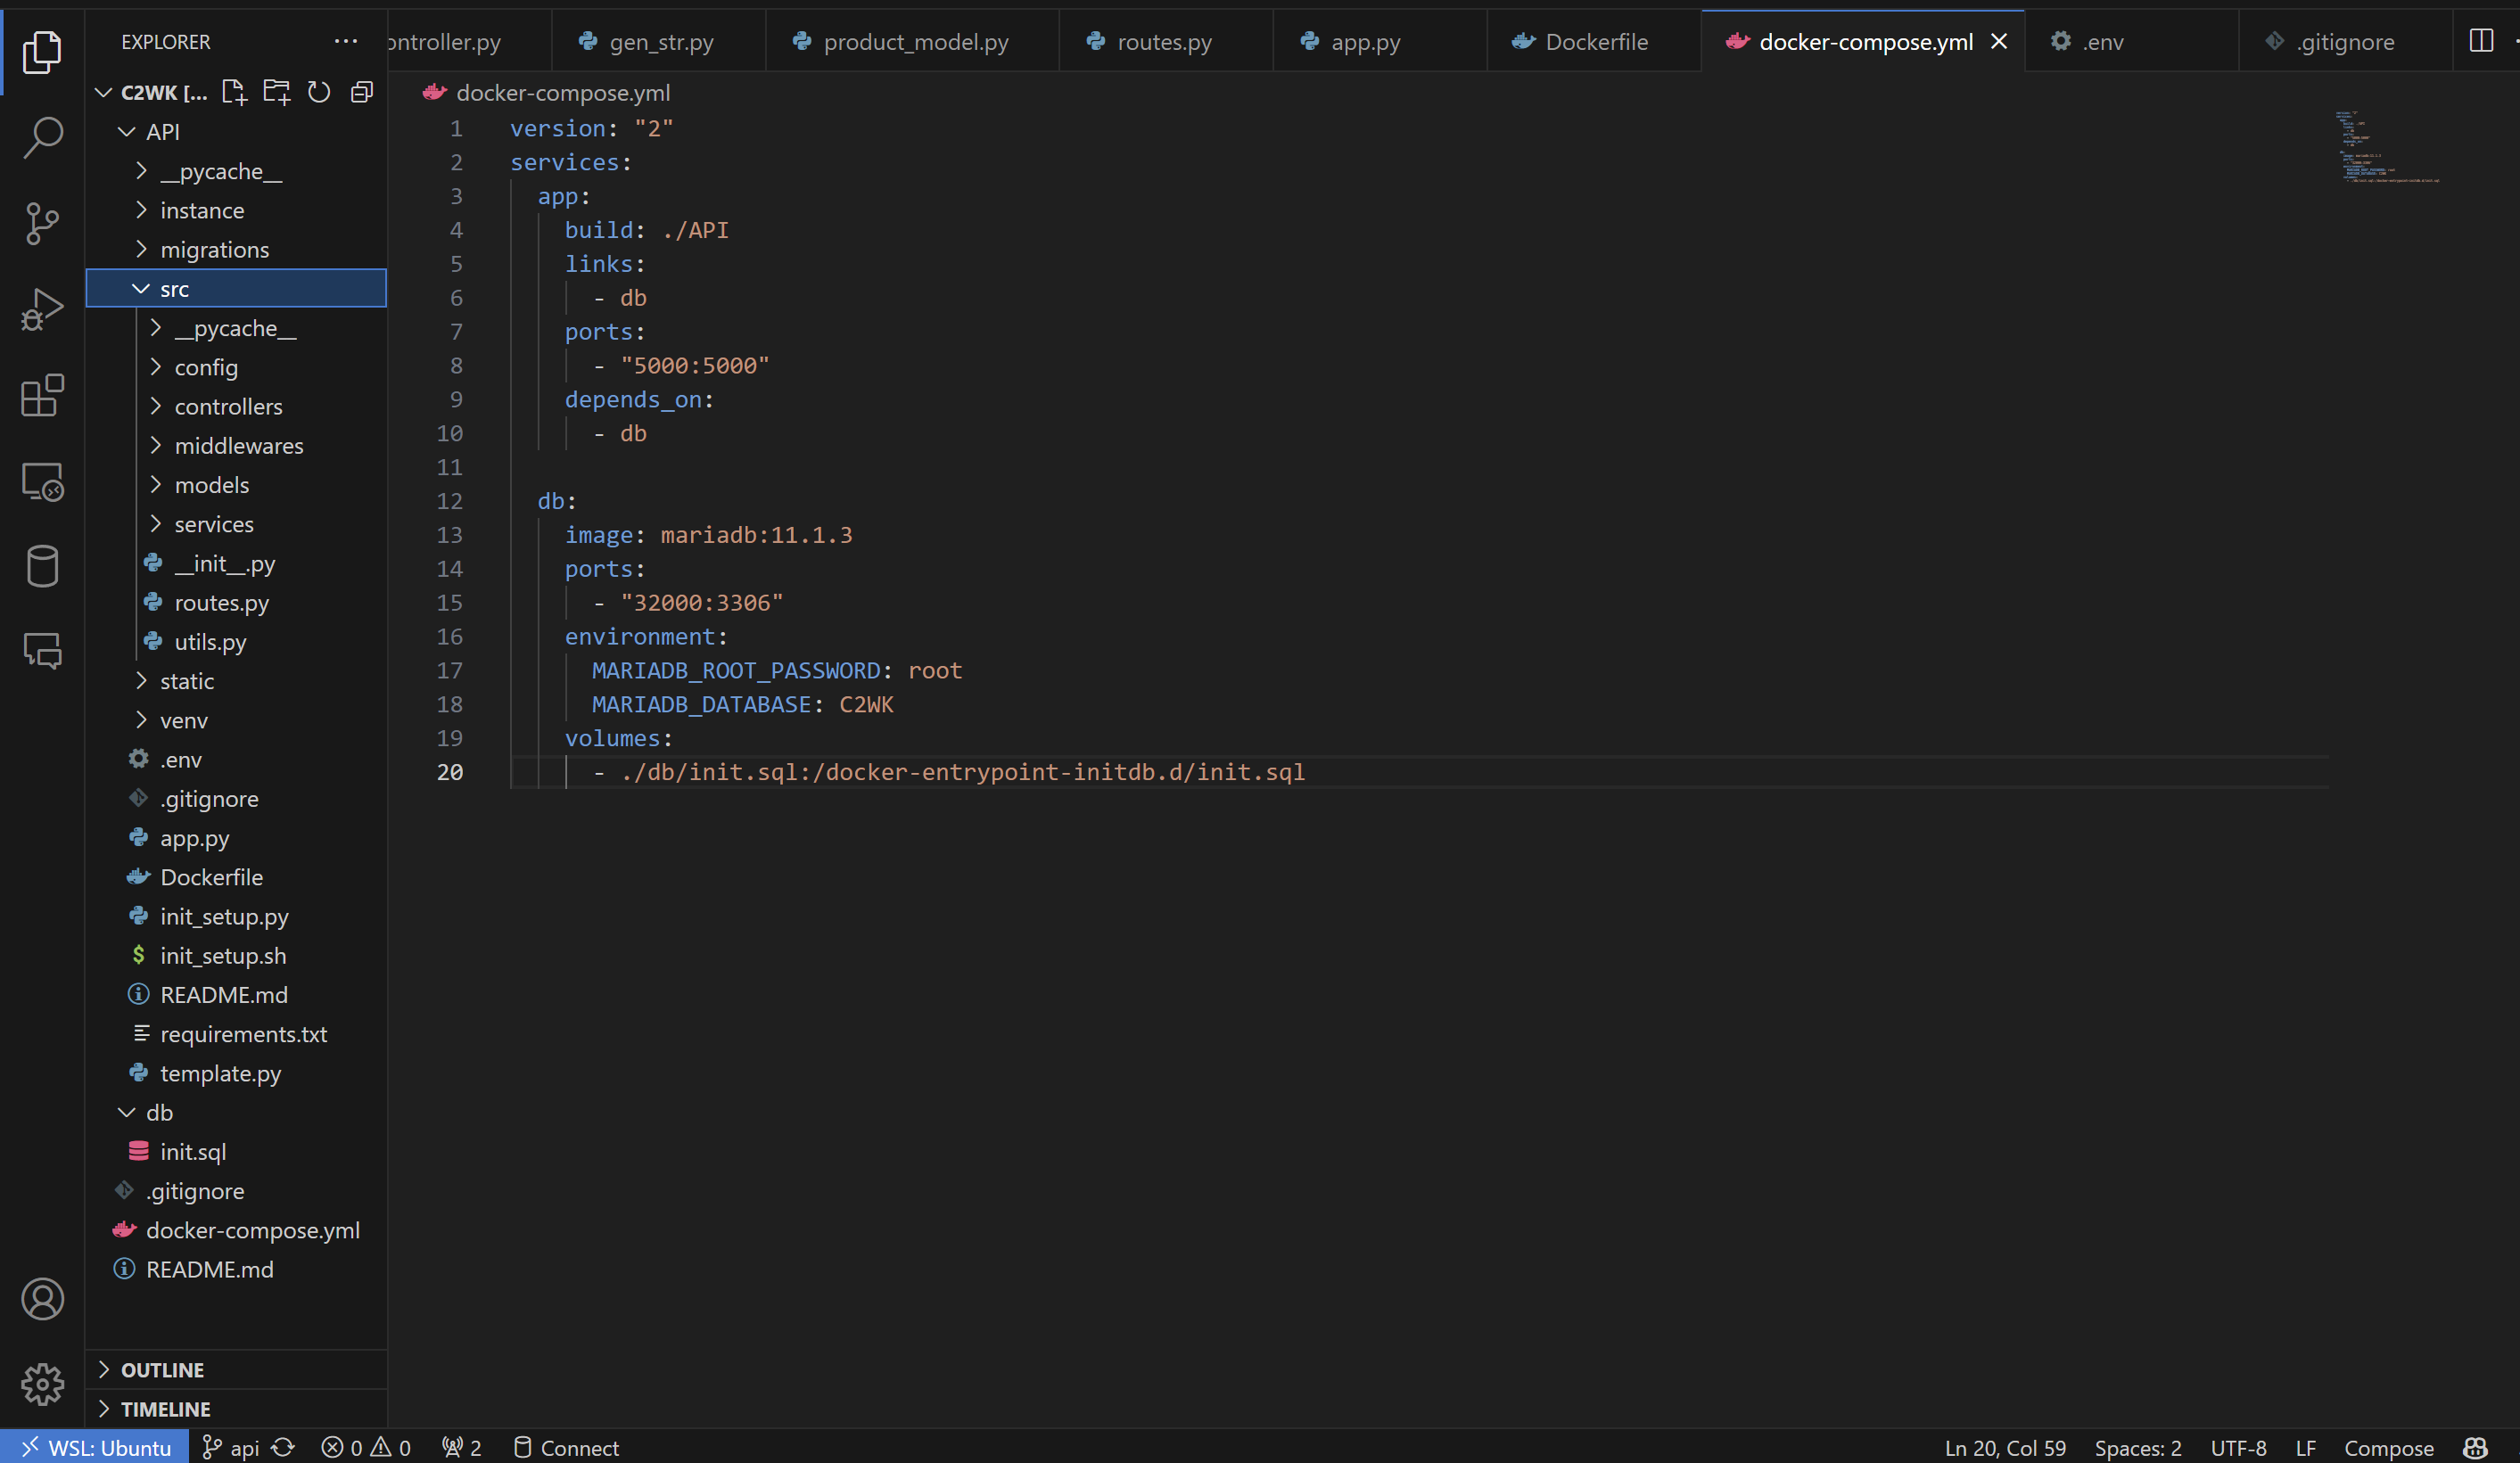 EXPLORER
ontroller.py
gen_str.py
product_model.py
routes.py
app.py
Dockerfile
docker-compose.yml
.env
.gitignore
C2WK [...
docker-compose.yml
API
__pycache__
instance
migrations
src
__pycache__
config
controllers
middlewares
models
services
__init__.py
routes.py
utils.py
static
venv
.env
.gitignore
app.py
Dockerfile
init_setup.py
init_setup.sh
README.md
requirements.txt
template.py
db
init.sql
.gitignore
docker-compose.yml
README.md
OUTLINE
TIMELINE
1 version: "2"
2 services:
3 app:
4 build: ./API
5 links:
6 - db
7 ports:
8 - "5000:5000"
9 depends_on:
10 - db
11
12 db:
13 image: mariadb:11.1.3
14 ports:
15 - "32000:3306"
16 environment:
17 MARIADB_ROOT_PASSWORD: root
18 MARIADB_DATABASE: C2WK
19 volumes:
20 - ./db/init.sql:/docker-entrypoint-initdb.d/init.sql
WSL: Ubuntu
api
0
0
2
Connect
Ln 20, Col 59
Spaces: 2
UTF-8
LF
Compose